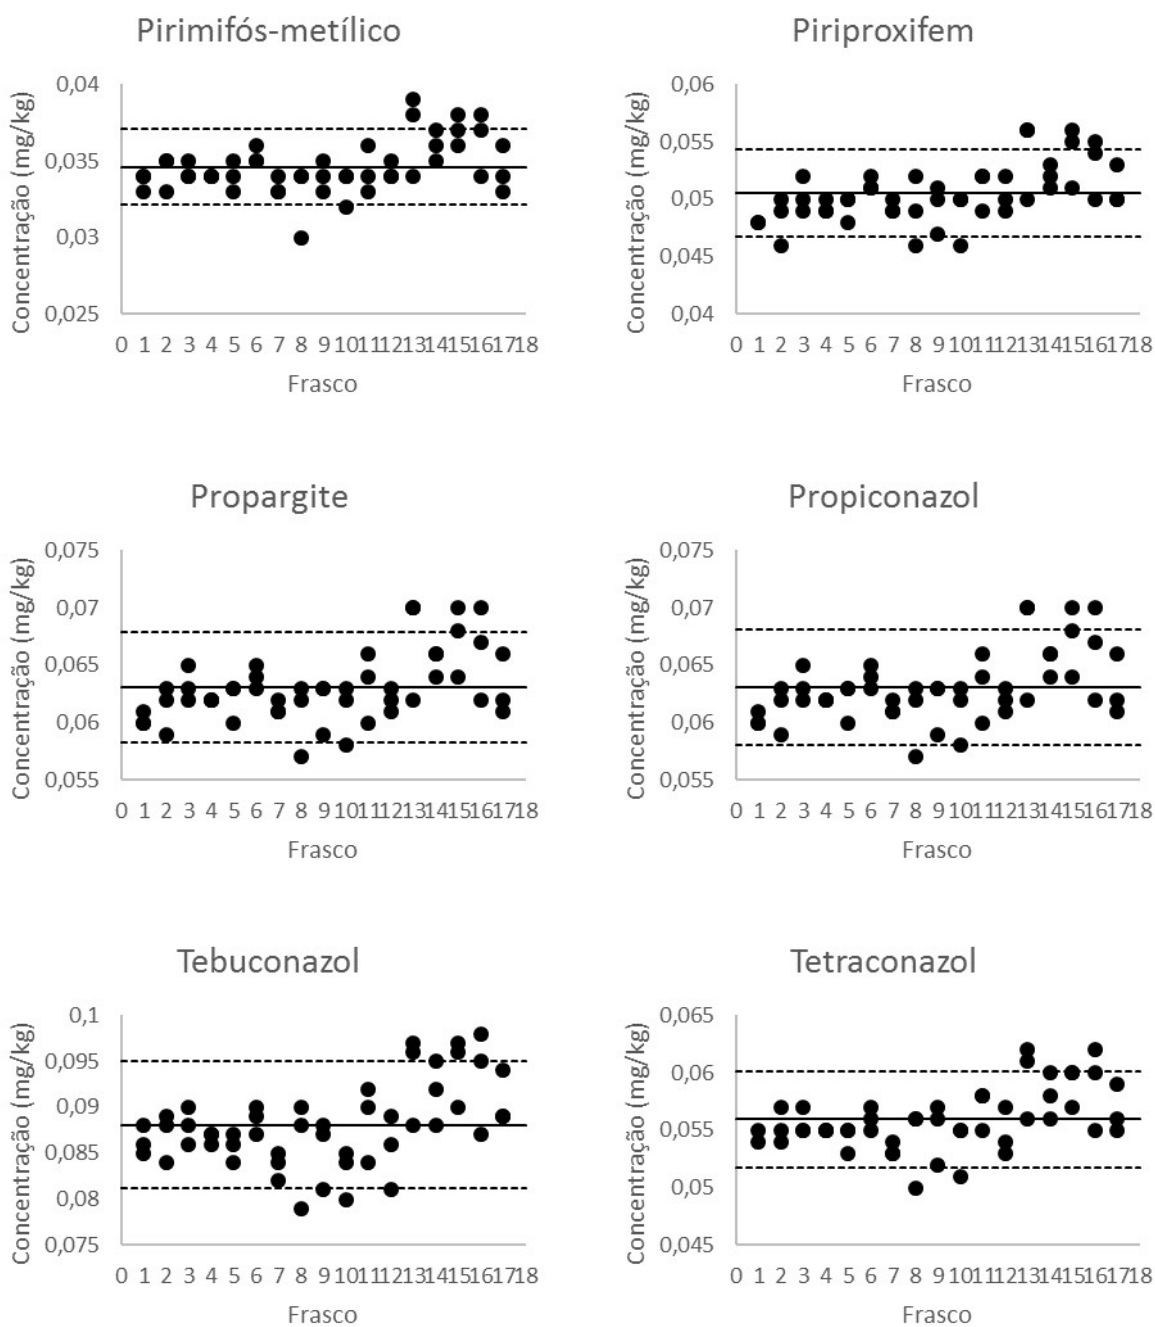 Pirimifós-metílico
Concentração (mg/kg)
0,04
0,035
0,03
0,025
0 1 2 3 4 5 6 7 8 9 10 11 12 13 14 15 16 17 18
Frasco
Piriproxifem
Concentração (mg/kg)
0,06
0,055
0,05
0,045
0,04
0 1 2 3 4 5 6 7 8 9 10 11 12 13 14 15 16 17 18
Frasco
Propargite
Concentração (mg/kg)
0,075
0,07
0,065
0,06
0,055
0 1 2 3 4 5 6 7 8 9 10 11 12 13 14 15 16 17 18
Frasco
Propiconazol
Concentração (mg/kg)
0,075
0,07
0,065
0,06
0,055
0 1 2 3 4 5 6 7 8 9 10 11 12 13 14 15 16 17 18
Frasco
Tebuconazol
Concentração (mg/kg)
0,1
0,095
0,09
0,085
0,08
0,075
0 1 2 3 4 5 6 7 8 9 10 11 12 13 14 15 16 17 18
Frasco
Tetraconazol
Concentração (mg/kg)
0,065
0,06
0,055
0,05
0,045
0 1 2 3 4 5 6 7 8 9 10 11 12 13 14 15 16 17 18
Frasco